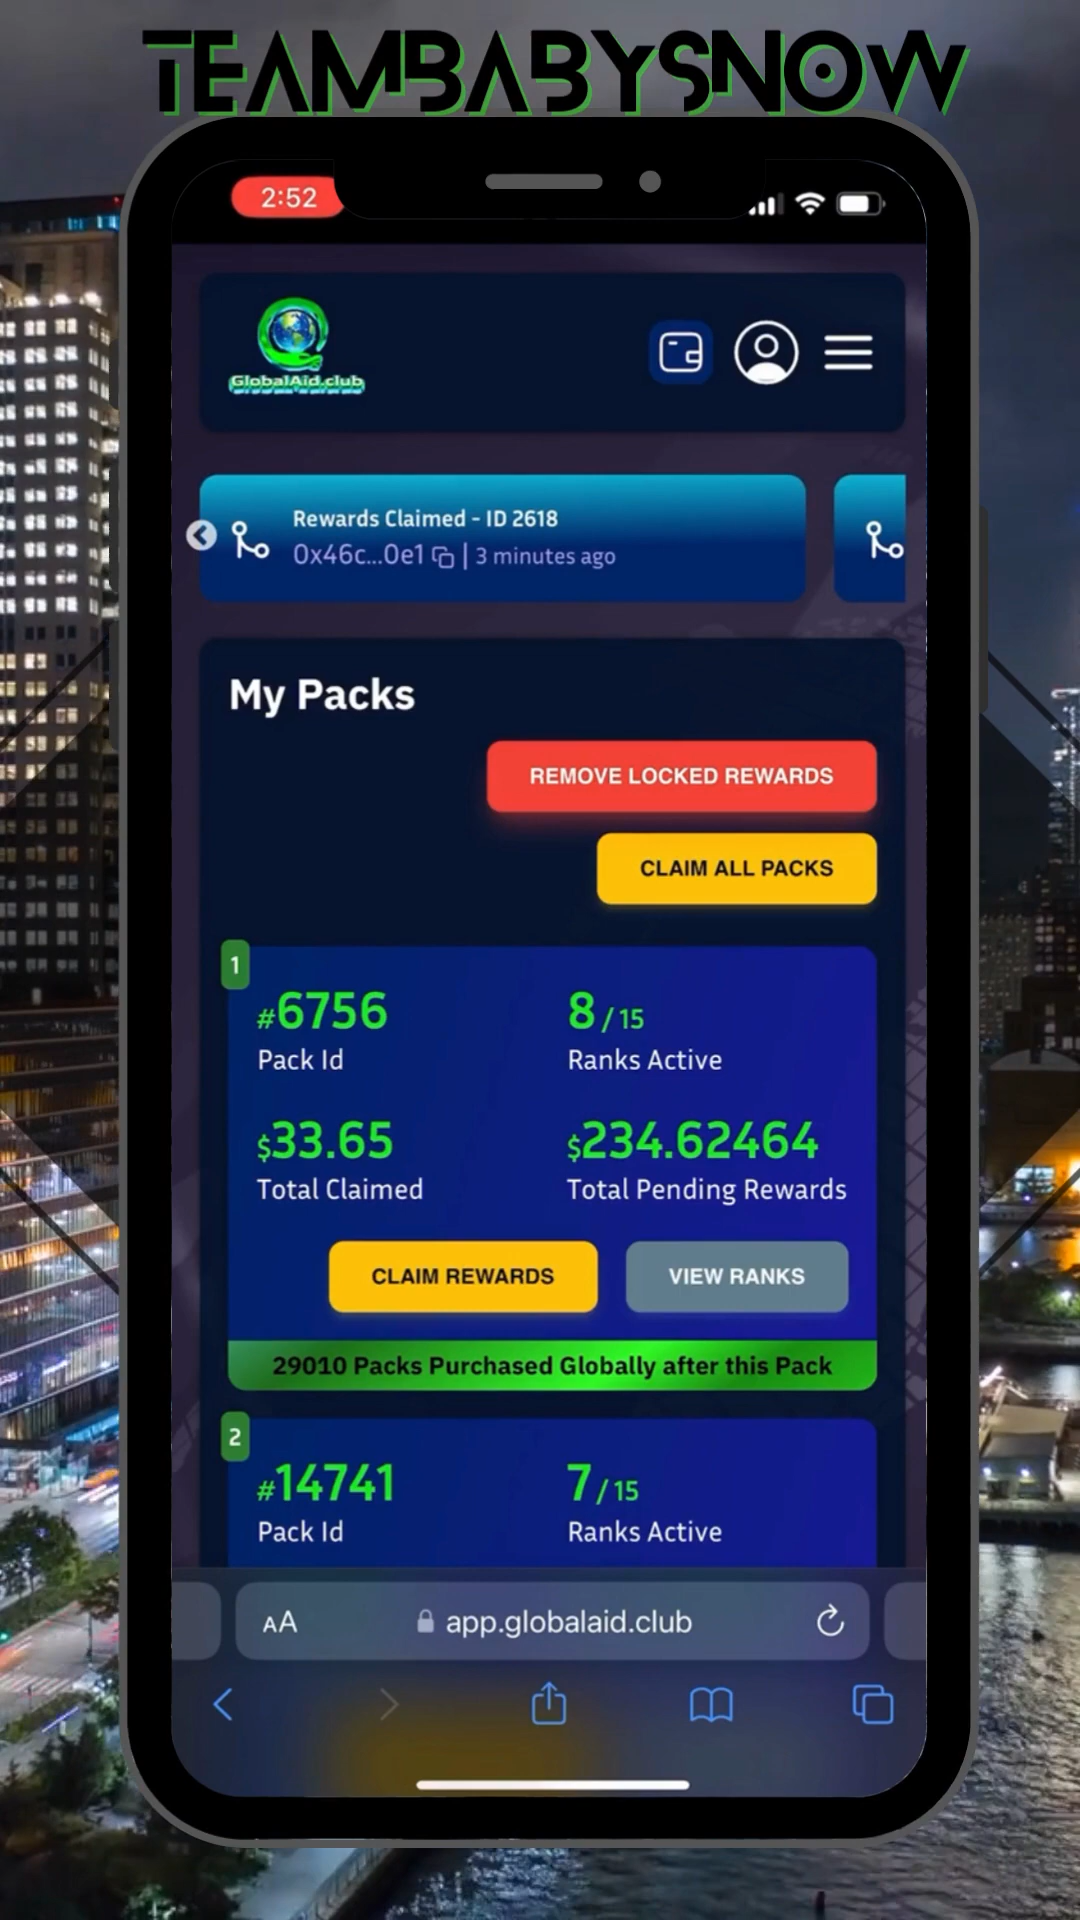 TEAMBABYSNOW
2:52
GlobalAid.club
Rewards Claimed - ID 2618
0x46c...0e1 | 3 minutes ago
My Packs
REMOVE LOCKED REWARDS
CLAIM ALL PACKS
1
#6756
8 / 15
Pack Id
Ranks Active
$33.65
$234.62464
Total Claimed
Total Pending Rewards
CLAIM REWARDS
VIEW RANKS
29010 Packs Purchased Globally after this Pack
2
#14741
7 / 15
Pack Id
Ranks Active
AA
app.globalaid.club